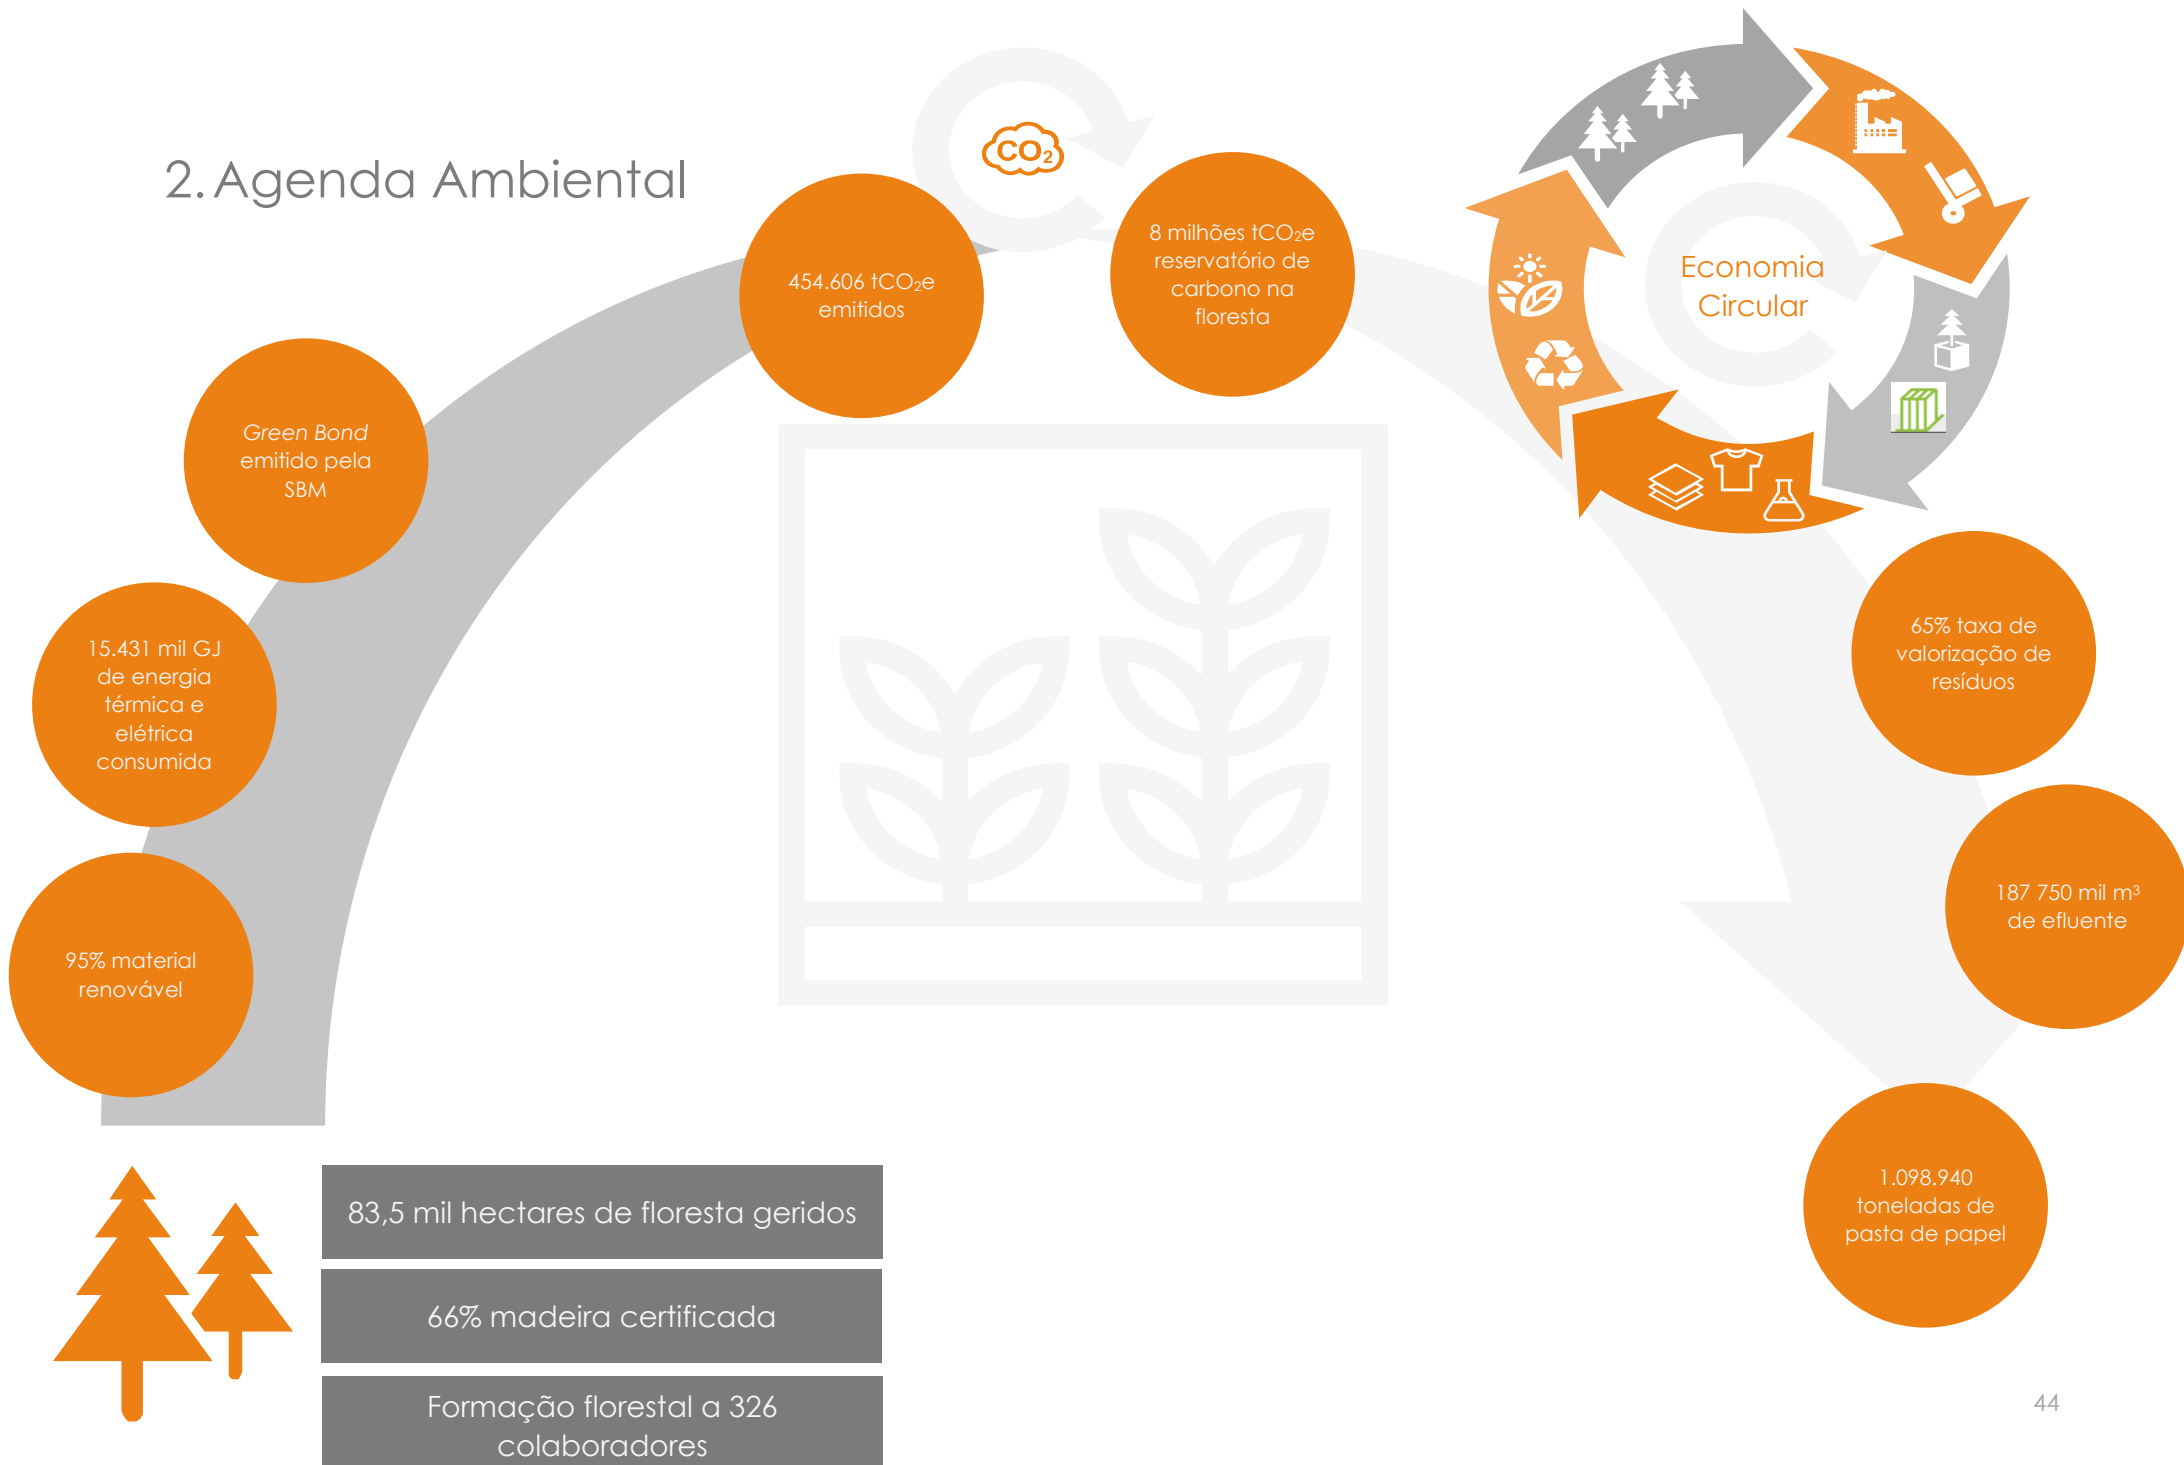 2. Agenda Ambiental
CO₂
454.606 tCO₂e
emitidos
8 milhões tCO₂e
reservatório de
carbono na
floresta
Economia
Circular
Green Bond
emitido pela
SBM
15.431 mil GJ
de energia
térmica e
elétrica
consumida
95% material
renovável
65% taxa de
valorização de
resíduos
187 750 mil m³
de efluente
1.098.940
toneladas de
pasta de papel
83,5 mil hectares de floresta geridos
66% madeira certificada
Formação florestal a 326
colaboradores
44